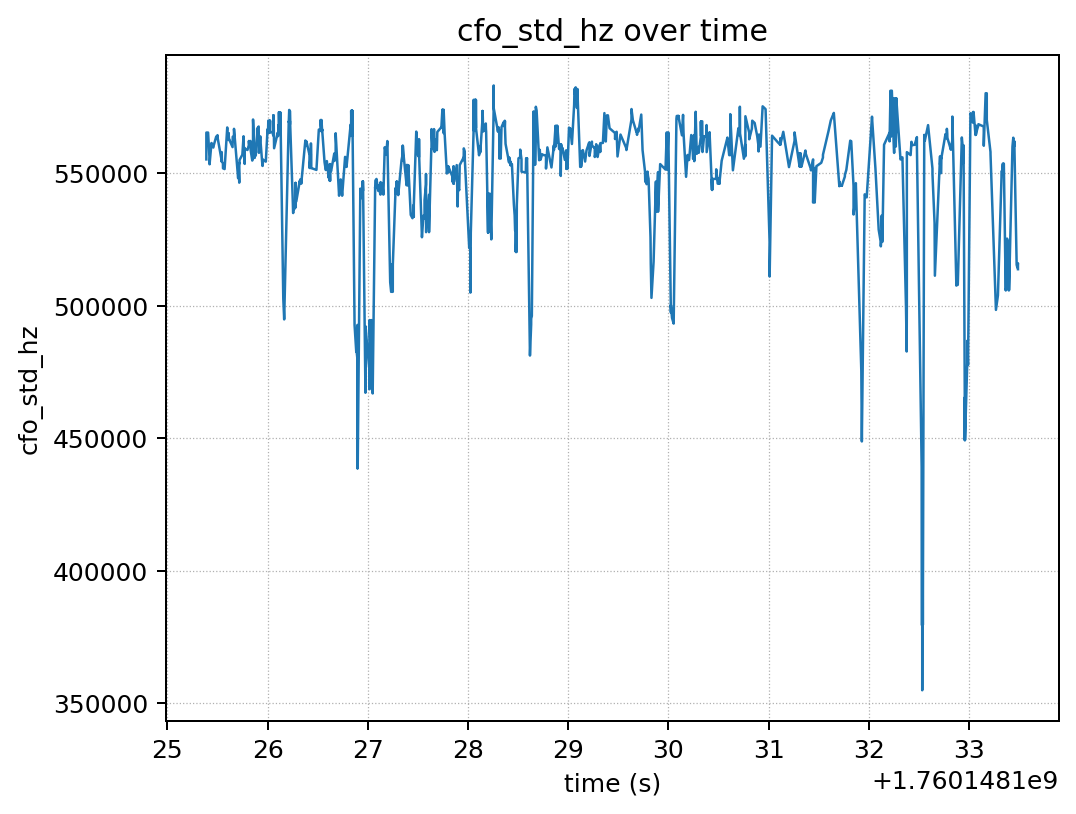 cfo_std_hz over time
cfo_std_hz
550000
500000
450000
400000
350000
25 26 27 28 29 30 31 32 33
time (s)
+1.7601481e9